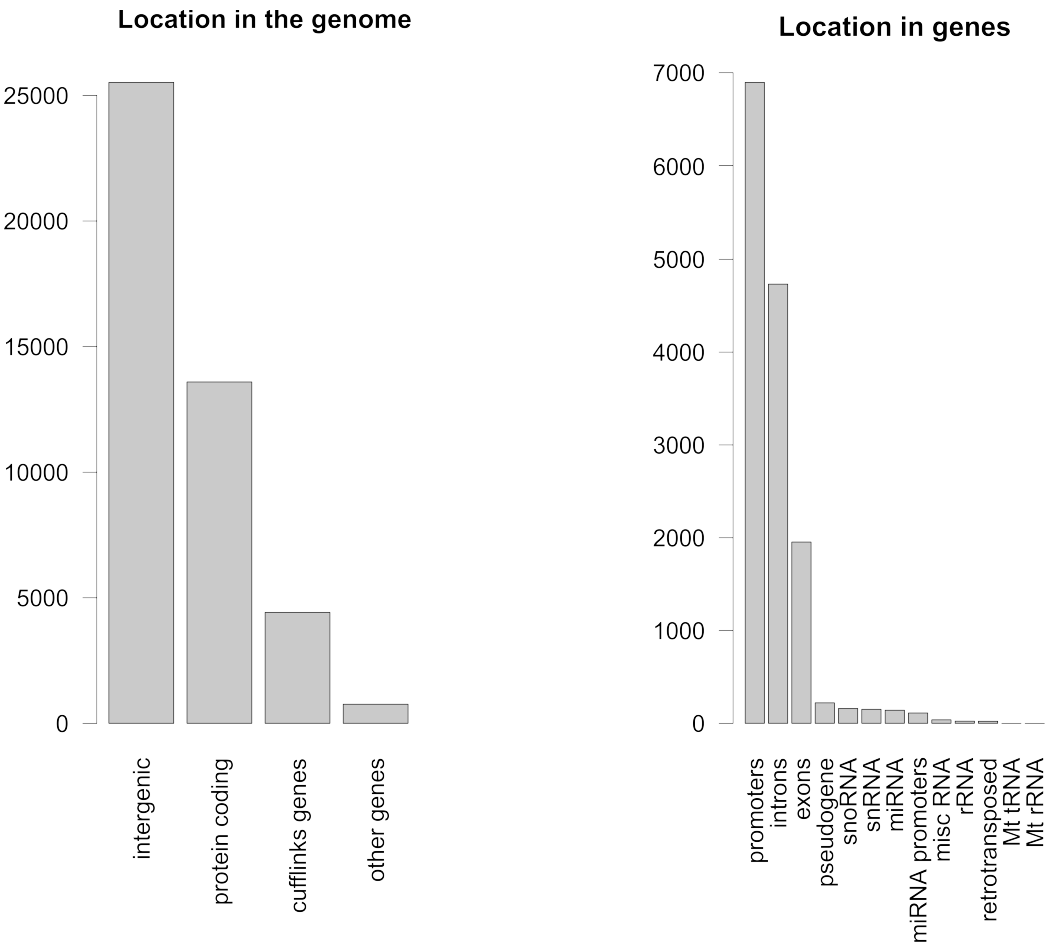 Location in the genome
25000
20000
15000
10000
5000
0
intergenic
protein coding
cufflinks genes
other genes
Location in genes
7000
6000
5000
4000
3000
2000
1000
0
promoters
introns
exons
pseudogene
snoRNA
snRNA
miRNA
miRNA promoters
misc RNA
rRNA
retrotransposed
Mt tRNA
Mt rRNA